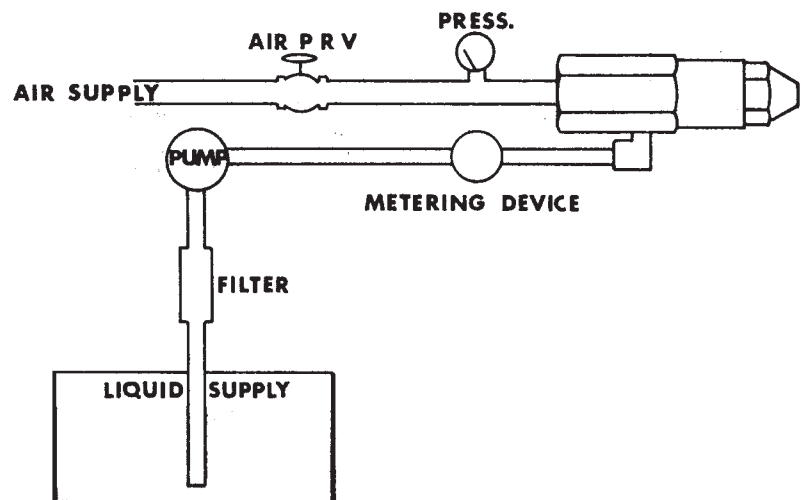 PRESS.
AIR P R V
AIR SUPPLY
PUMP
METERING DEVICE
FILTER
LIQUID SUPPLY